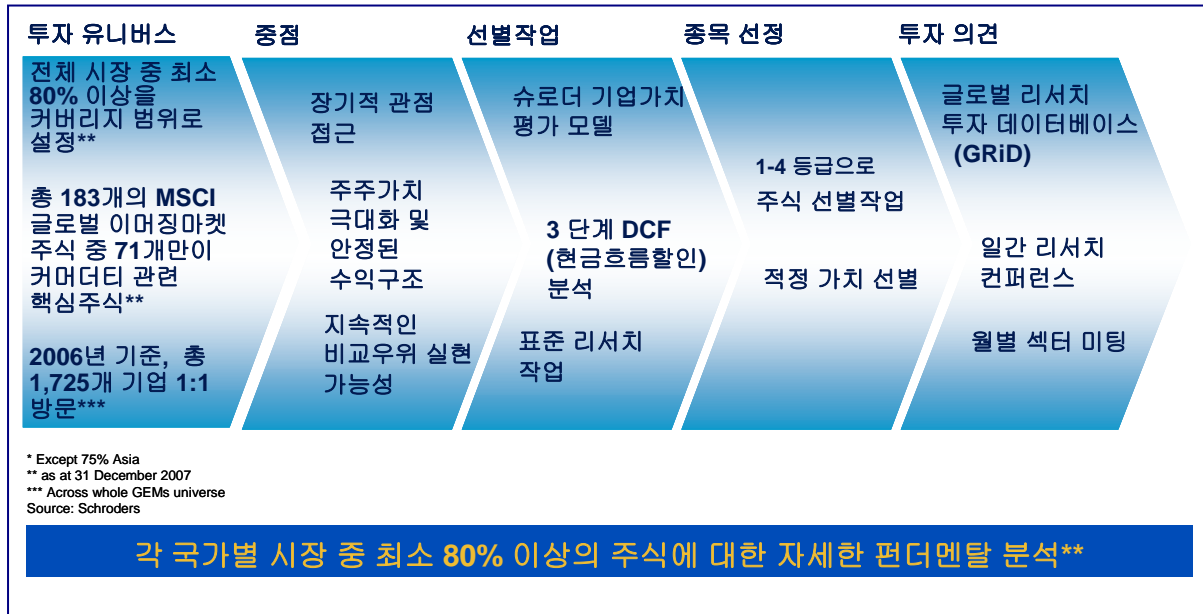 투자 유니버스
전체 시장 중 최소
80% 이상을
커버리지 범위로
설정**
총 183개의 MSCI
글로벌 이머징마켓
주식 중 71개만이
커머더티 관련
핵심주식**
2006년 기준, 총
1,725개 기업 1:1
방문***
중점
장기적 관점
접근
주주가치
극대화 및
안정된
수익구조
지속적인
비교우위 실현
가능성
선별작업
슈로더 기업가치
평가 모델
3 단계 DCF
(현금흐름할인)
분석
표준 리서치
작업
종목 선정
1-4 등급으로
주식 선별작업
적정 가치 선별
투자 의견
글로벌 리서치
투자 데이터베이스
(GRiD)
일간 리서치
컨퍼런스
월별 섹터 미팅
* Except 75% Asia
** as at 31 December 2007
*** Across whole GEMs universe
Source: Schroders
각 국가별 시장 중 최소 80% 이상의 주식에 대한 자세한 펀더멘탈 분석**